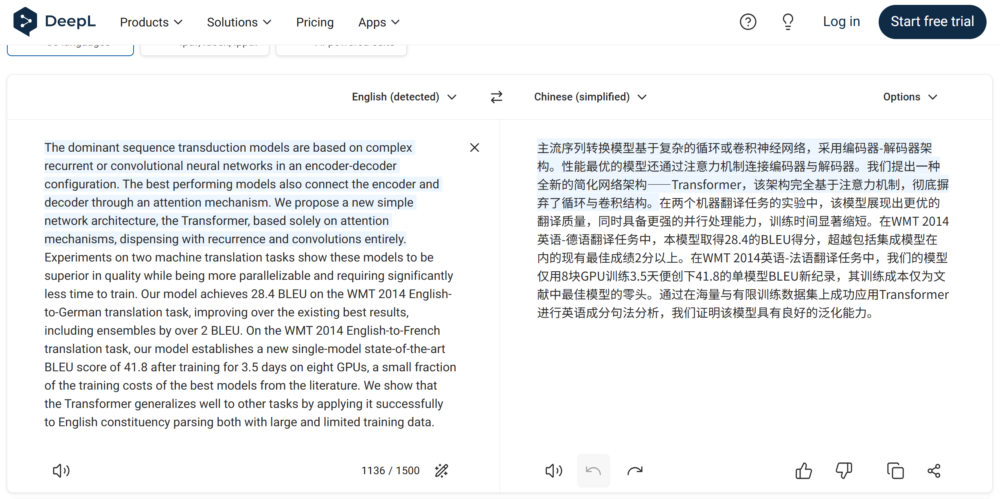 DeepL
Products
Solutions
Pricing
Apps
Log in
Start free trial
English (detected)
Chinese (simplified)
Options
The dominant sequence transduction models are based on complex
recurrent or convolutional neural networks in an encoder-decoder
configuration. The best performing models also connect the encoder and
decoder through an attention mechanism. We propose a new simple
network architecture, the Transformer, based solely on attention
mechanisms, dispensing with recurrence and convolutions entirely.
Experiments on two machine translation tasks show these models to be
superior in quality while being more parallelizable and requiring significantly
less time to train. Our model achieves 28.4 BLEU on the WMT 2014 English-
to-German translation task, improving over the existing best results,
including ensembles by over 2 BLEU. On the WMT 2014 English-to-French
translation task, our model establishes a new single-model state-of-the-art
BLEU score of 41.8 after training for 3.5 days on eight GPUs, a small fraction
of the training costs of the best models from the literature. We show that
the Transformer generalizes well to other tasks by applying it successfully
to English constituency parsing both with large and limited training data.
1136 / 1500
主流序列转换模型基于复杂的循环或卷积神经网络，采用编码器-解码器架
构。性能最优的模型还通过注意力机制连接编码器与解码器。我们提出一种
全新的简化网络架构——Transformer，该架构完全基于注意力机制，彻底摒
弃了循环与卷积结构。在两个机器翻译任务的实验中，该模型展现出更优的
翻译质量，同时具备更强的并行处理能力，训练时间显著缩短。在WMT 2014
英语-德语翻译任务中，本模型取得28.4的BLEU得分，超越包括集成模型在
内的现有最佳成绩2分以上。在WMT 2014英语-法语翻译任务中，我们的模型
仅用8块GPU训练3.5天便创下41.8的单模型BLEU新纪录，其训练成本仅为文
献中最佳模型的零头。通过在海量与有限训练数据集上成功应用Transformer
进行英语成分句法分析，我们证明该模型具有良好的泛化能力。